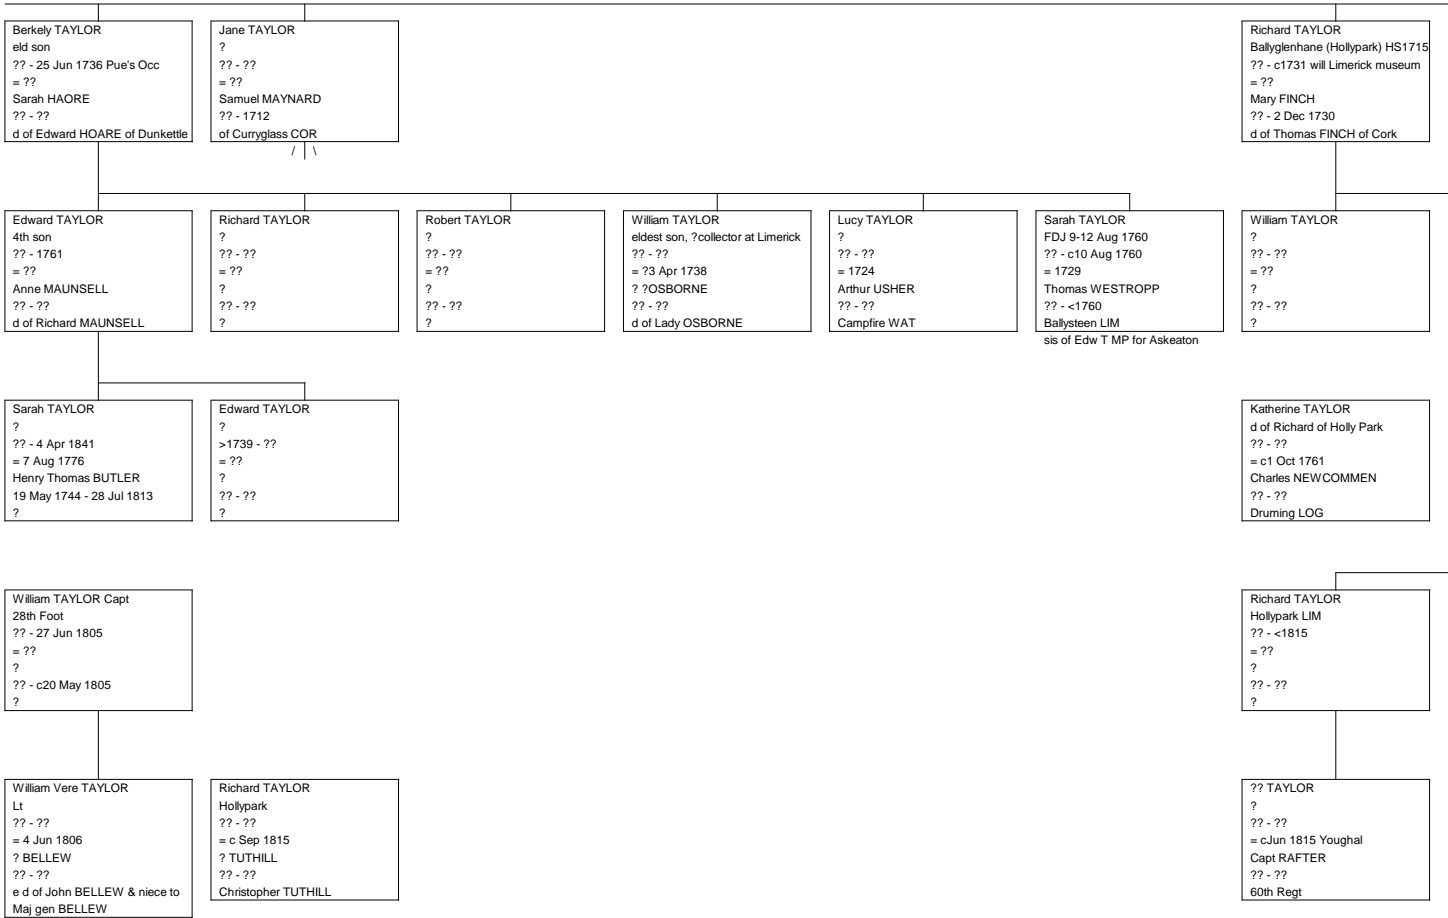 Berkely TAYLOR
eld son
?? - 25 Jun 1736 Pue's Occ
= ??
Sarah HAORE
?? - ??
d of Edward HOARE of Dunkettle
Jane TAYLOR
?
?? - ??
= ??
Samuel MAYNARD
?? - 1712
of Curryglass COR
/ \
Richard TAYLOR
Ballyglenhane (Hollypark) HS1715
?? - c1731 will Limerick museum
= ??
Mary FINCH
?? - 2 Dec 1730
d of Thomas FINCH of Cork
Edward TAYLOR
4th son
?? - 1761
= ??
Anne MAUNSELL
?? - ??
d of Richard MAUNSELL
Richard TAYLOR
?
?? - ??
= ??
?
?? - ??
?
Robert TAYLOR
?
?? - ??
= ??
?
?? - ??
?
William TAYLOR
eldest son, ?collector at Limerick
?? - ??
= ?3 Apr 1738
? ?OSBORNE
?? - ??
d of Lady OSBORNE
Lucy TAYLOR
?
?? - ??
= 1724
Arthur USHER
?? - ??
Campfire WAT
Sarah TAYLOR
FDJ 9-12 Aug 1760
?? - c10 Aug 1760
= 1729
Thomas WESTROPP
?? - <1760
Ballysteen LIM
sis of Edw T MP for Askeaton
William TAYLOR
?
?? - ??
= ??
?
?? - ??
?
Sarah TAYLOR
?
?? - 4 Apr 1841
= 7 Aug 1776
Henry Thomas BUTLER
19 May 1744 - 28 Jul 1813
?
Edward TAYLOR
?
>1739 - ??
= ??
?
?? - ??
?
Katherine TAYLOR
d of Richard of Holly Park
?? - ??
= c1 Oct 1761
Charles NEWCOMMEN
?? - ??
Druming LOG
William TAYLOR Capt
28th Foot
?? - 27 Jun 1805
= ??
?
?? - c20 May 1805
?
Richard TAYLOR
Hollypark LIM
?? - <1815
= ??
?
?? - ??
?
William Vere TAYLOR
Lt
?? - ??
= 4 Jun 1806
? BELLEW
?? - ??
e d of John BELLEW & niece to
Maj gen BELLEW
Richard TAYLOR
Hollypark
?? - ??
= c Sep 1815
? TUTHILL
?? - ??
Christopher TUTHILL
?? TAYLOR
?
?? - ??
= cJun 1815 Youghal
Capt RAFTER
?? - ??
60th Regt